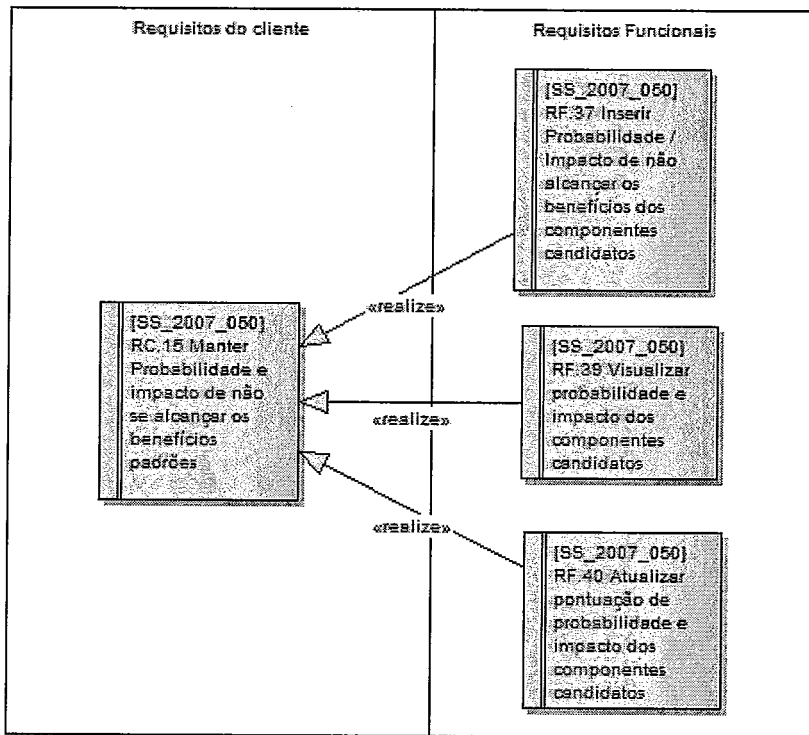 Requisitos do cliente
Requisitos Funcionais
[SS_2007_050]
RF.37 Inserir
Probabilidade /
Impacto de não
alcançar os
benefícios dos
componentes
candidatos
«realize»
[SS_2007_050]
RC.15 Manter
Probabilidade e
impacto de não
se alcançar os
benefícios
padrões
[SS_2007_050]
RF.39 Visualizar
probabilidade e
impacto dos
componentes
candidatos
«realize»
«realize»
[SS_2007_050]
RF.40 Atualizar
pontuação de
probabilidade e
impacto dos
componentes
candidatos